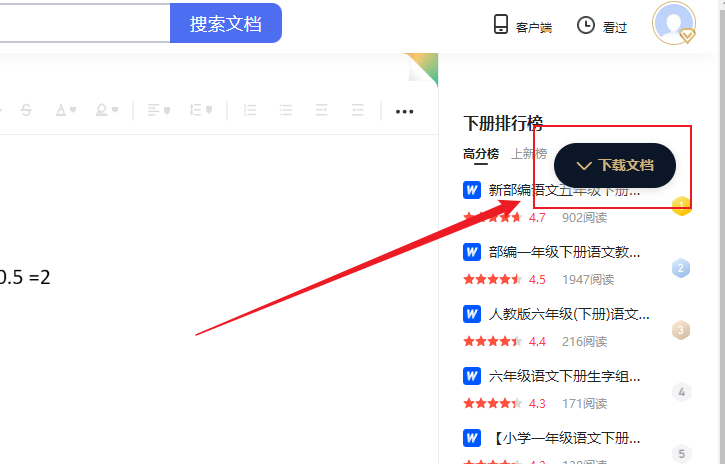 搜索文档
客户端
看过
下册排行榜
高分榜 上新榜
下载文档
新部编语文五年级下册...
4.7 902阅读
1
0.5 =2
部编一年级下册语文教...
4.5 1947阅读
2
人教版六年级(下册)语文...
4.4 216阅读
3
六年级语文下册生字组...
4.3 171阅读
4
【小学一年级语文下册...
5